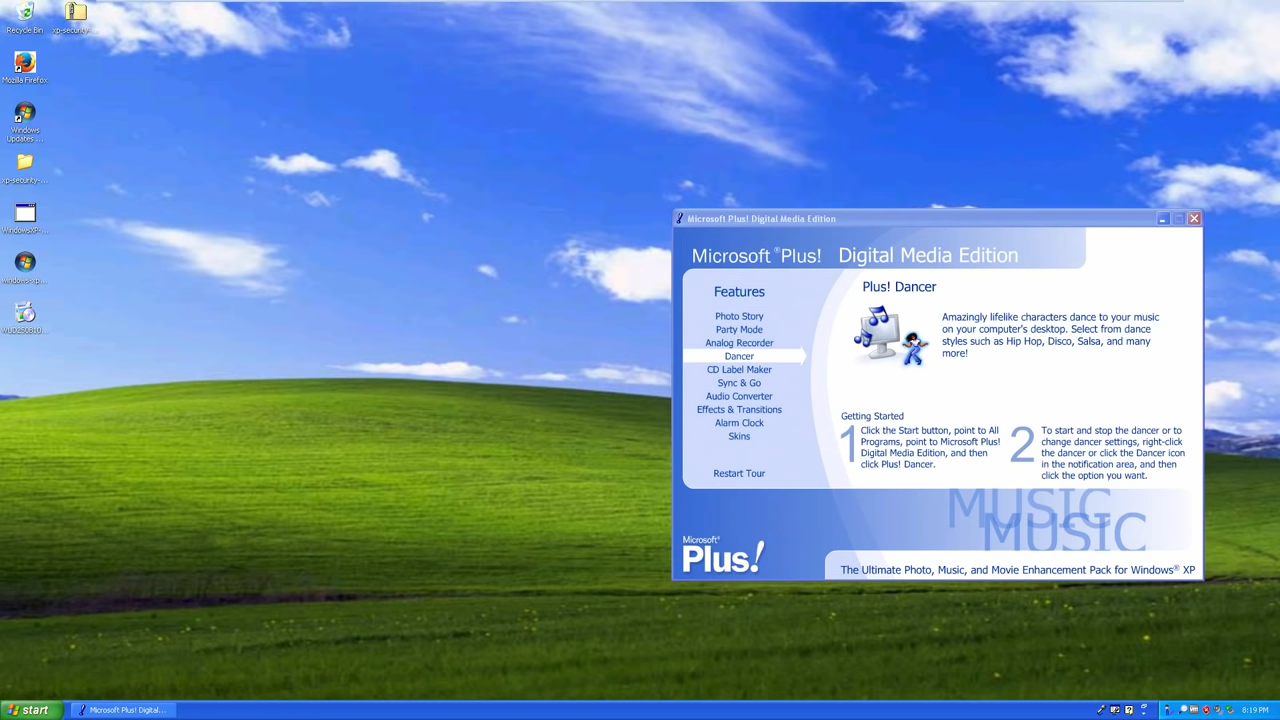 Recycle Bin
xp-security-...
Mozilla Firefox
Windows
Updates ...
xp-security-...
WindowsXP-...
windows-xp...
Microsoft Plus! Digital Media Edition
Microsoft® Plus! Digital Media Edition
Features
Photo Story
Party Mode
Analog Recorder
Dancer
CD Label Maker
Sync & Go
Audio Converter
Effects & Transitions
Alarm Clock
Skins
Restart Tour
Plus! Dancer
Amazingly lifelike characters dance to your music
on your computer's desktop. Select from dance
styles such as Hip Hop, Disco, Salsa, and many
more!
Getting Started
1
Click the Start button, point to All
Programs, point to Microsoft Plus!
Digital Media Edition, and then
click Plus! Dancer.
2
To start and stop the dancer or to
change dancer settings, right-click
the dancer or click the Dancer icon
in the notification area, and then
click the option you want.
MUSIC
MUSIC
Microsoft®
Plus!
The Ultimate Photo, Music, and Movie Enhancement Pack for Windows® XP
start
Microsoft Plus! Digital...
8:19 PM